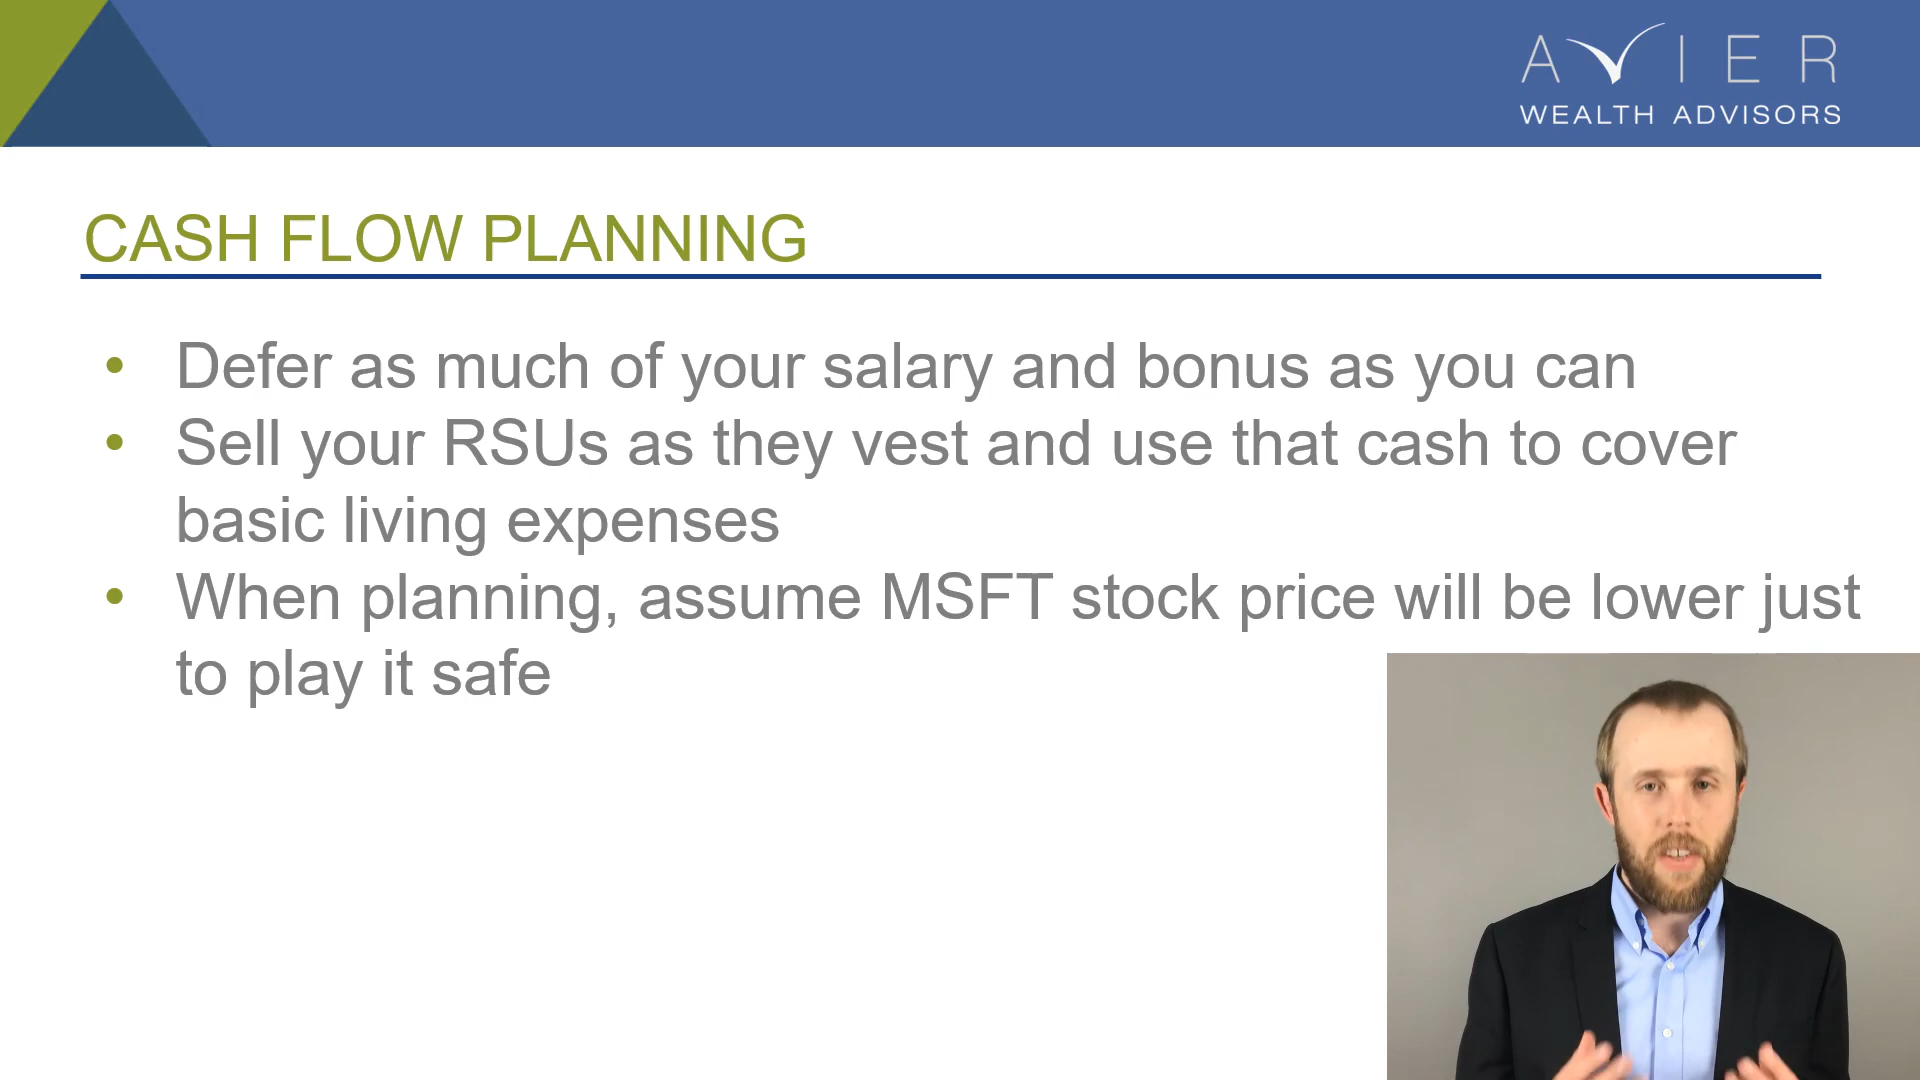 AVIER
WEALTH ADVISORS
CASH FLOW PLANNING
• Defer as much of your salary and bonus as you can
• Sell your RSUs as they vest and use that cash to cover
basic living expenses
• When planning, assume MSFT stock price will be lower just
to play it safe